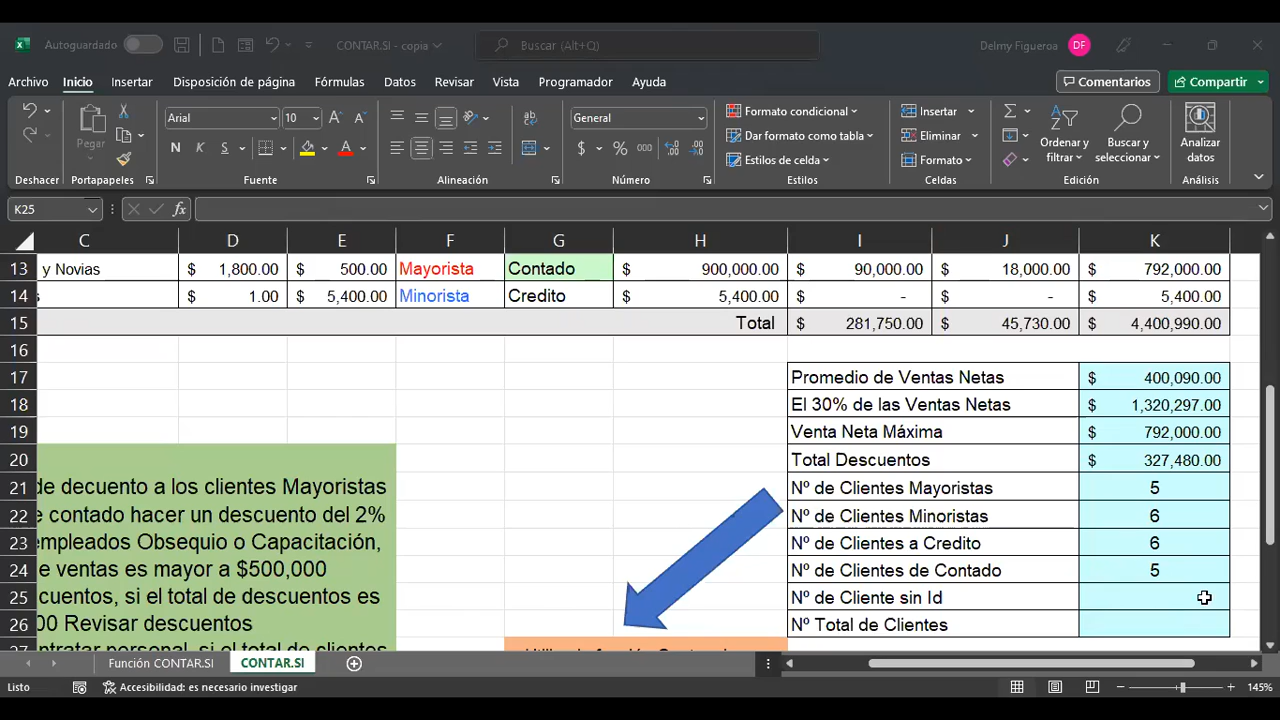 Autoguardado CONTAR.SI - copia Buscar (Alt+Q) Delmy Figueroa DF
Archivo Inicio Insertar Disposición de página Fórmulas Datos Revisar Vista Programador Ayuda Comentarios Compartir
Pegar
Arial 10
N K S
General
$ % 000
Formato condicional
Dar formato como tabla
Estilos de celda
Insertar
Eliminar
Formato
Ordenar y filtrar
Buscar y seleccionar
Analizar datos
Deshacer Portapapeles Fuente Alineación Número Estilos Celdas Edición Análisis
K25 fx
C D E F G H I J K
13 y Novias $ 1,800.00 $ 500.00 Mayorista Contado $ 900,000.00 $ 90,000.00 $ 18,000.00 $ 792,000.00
14 $ 1.00 $ 5,400.00 Minorista Credito $ 5,400.00 $ - $ - $ 5,400.00
15 Total $ 281,750.00 $ 45,730.00 $ 4,400,990.00
16
17 Promedio de Ventas Netas $ 400,090.00
18 El 30% de las Ventas Netas $ 1,320,297.00
19 Venta Neta Máxima $ 792,000.00
20 Total Descuentos $ 327,480.00
21 de decuento a los clientes Mayoristas Nº de Clientes Mayoristas 5
22 contado hacer un descuento del 2% Nº de Clientes Minoristas 6
23 empleados Obsequio o Capacitación, Nº de Clientes a Credito 6
24 e ventas es mayor a $500,000 Nº de Clientes de Contado 5
25 cuentos, si el total de descuentos es Nº de Cliente sin Id
26 00 Revisar descuentos Nº Total de Clientes
27 ntratar personal, si el total de clientes
Función CONTAR.SI CONTAR.SI
Listo Accesibilidad: es necesario investigar 145%